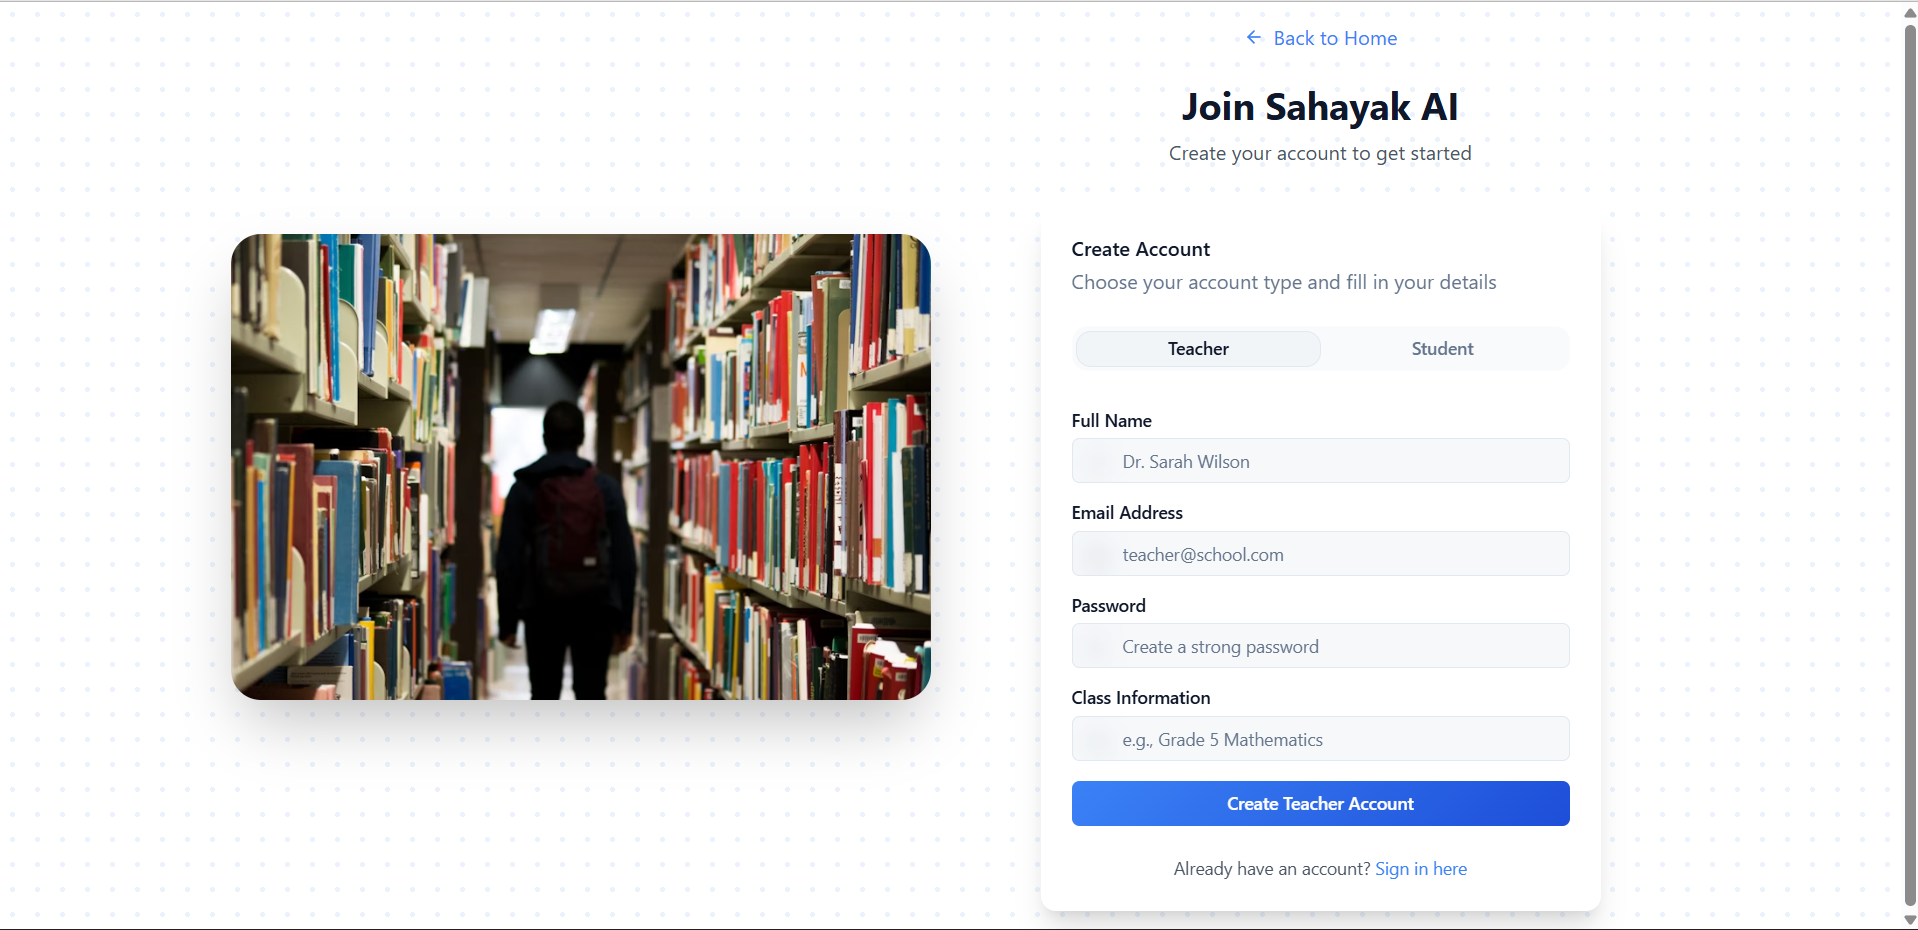 ← Back to Home
Join Sahayak AI
Create your account to get started
Create Account
Choose your account type and fill in your details
Teacher
Student
Full Name
Dr. Sarah Wilson
Email Address
teacher@school.com
Password
Create a strong password
Class Information
e.g., Grade 5 Mathematics
Create Teacher Account
Already have an account? Sign in here